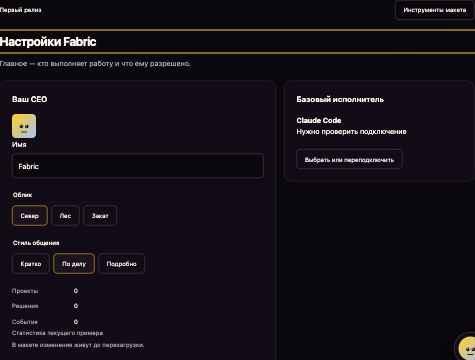 Первый релиз
Инструменты макета
Настройки Fabric
Главное — кто выполняет работу и что ему разрешено.
Ваш CEO
Имя
Fabric
Облик
Север
Лес
Закат
Стиль общения
Кратко
По делу
Подробно
Проекты 0
Решения 0
События 0
Статистика текущего примера
В макете изменения живут до перезагрузки.
Базовый исполнитель
Claude Code
Нужно проверить подключение
Выбрать или переподключить